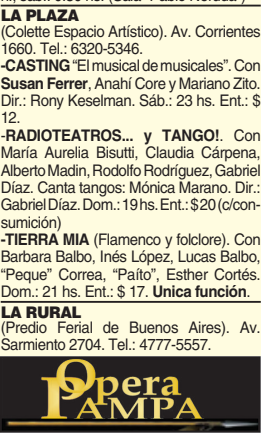 LA PLAZA
(Colette Espacio Artístico). Av. Corrientes
1660. Tel.: 6320-5346.
-CASTING "El musical de musicales". Con
Susan Ferrer, Anahí Core y Mariano Zito.
Dir.: Rony Keselman. Sáb.: 23 hs. Ent.: $
12.
-RADIOTEATROS... y TANGO!. Con
María Aurelia Bisutti, Claudia Cárpena,
Alberto Madin, Rodolfo Rodríguez, Gabriel
Díaz. Canta tangos: Mónica Marano. Dir.:
Gabriel Díaz. Dom.: 19 hs. Ent.: $ 20 (c/con-
sumición)
-TIERRA MIA (Flamenco y folclore). Con
Barbara Balbo, Inés López, Lucas Balbo,
"Peque" Correa, "Paíto", Esther Cortés.
Dom.: 21 hs. Ent.: $ 17. Unica función.
LA RURAL
(Predio Ferial de Buenos Aires). Av.
Sarmiento 2704. Tel.: 4777-5557.
Opera
PAMPA